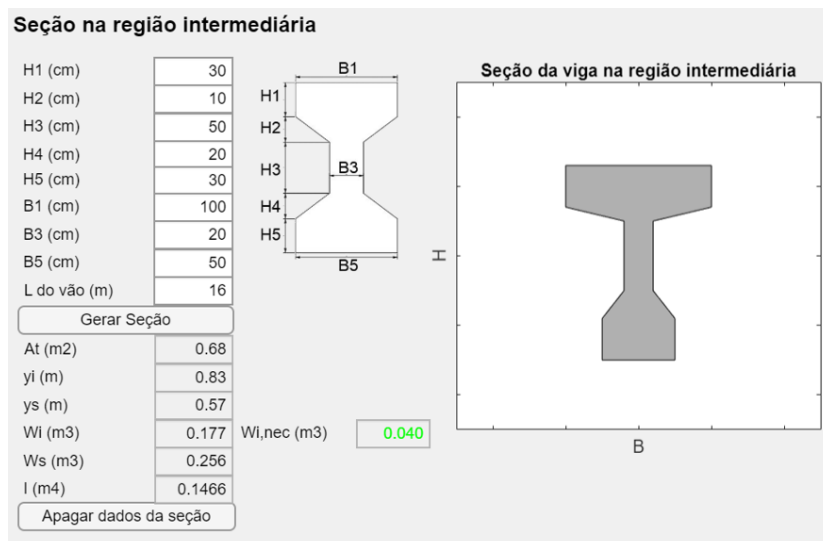 Seção na região intermediária
H1 (cm) 30
H2 (cm) 10
H3 (cm) 50
H4 (cm) 20
H5 (cm) 30
B1 (cm) 100
B3 (cm) 20
B5 (cm) 50
L do vão (m) 16
Gerar Seção
At (m2) 0.68
yi (m) 0.83
ys (m) 0.57
Wi (m3) 0.177 Wi,nec (m3) 0.040
Ws (m3) 0.256
I (m4) 0.1466
Apagar dados da seção
B1
H1
H2
H3
B3
H4
H5
B5
Seção da viga na região intermediária
H
B